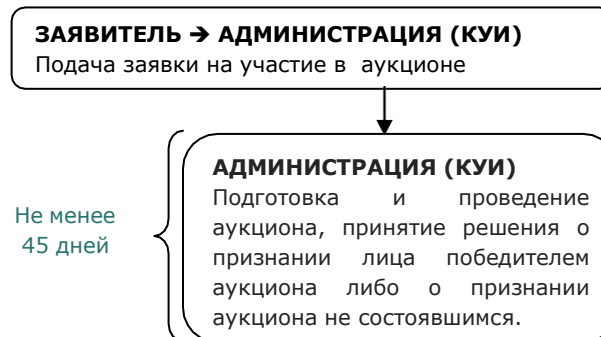 ЗАЯВИТЕЛЬ → АДМИНИСТРАЦИЯ (КУИ)
Подача заявки на участие в аукционе
АДМИНИСТРАЦИЯ (КУИ)
Подготовка и проведение
аукциона, принятие решения о
признании лица победителем
аукциона либо о признании
аукциона не состоявшимся.
Не менее
45 дней